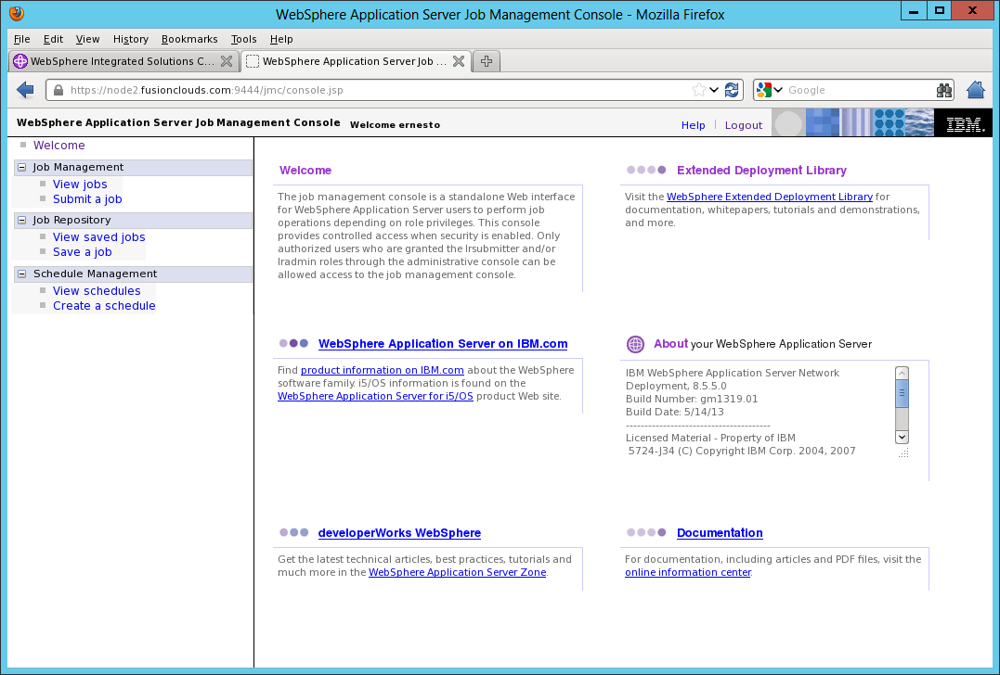 WebSphere Application Server Job Management Console - Mozilla Firefox
File Edit View History Bookmarks Tools Help
WebSphere Integrated Solutions C...
WebSphere Application Server Job ...
https://node2.fusionclouds.com:9444/jmc/console.jsp
Google
WebSphere Application Server Job Management Console Welcome ernesto
Help Logout
IBM.
Welcome
Job Management
View jobs
Submit a job
Job Repository
View saved jobs
Save a job
Schedule Management
View schedules
Create a schedule
Welcome
The job management console is a standalone Web interface
for WebSphere Application Server users to perform job
operations depending on role privileges. This console
provides controlled access when security is enabled. Only
authorized users who are granted the lrsubmitter and/or
lradmin roles through the administrative console can be
allowed access to the job management console.
Extended Deployment Library
Visit the WebSphere Extended Deployment Library for
documentation, whitepapers, tutorials and demonstrations,
and more.
WebSphere Application Server on IBM.com
Find product information on IBM.com about the WebSphere
software family. i5/OS information is found on the
WebSphere Application Server for i5/OS product Web site.
About your WebSphere Application Server
IBM WebSphere Application Server Network
Deployment, 8.5.5.0
Build Number: gm1319.01
Build Date: 5/14/13
---------------------------------------
Licensed Material - Property of IBM
5724-J34 (C) Copyright IBM Corp. 2004, 2007
developerWorks WebSphere
Get the latest technical articles, best practices, tutorials and
much more in the WebSphere Application Server Zone.
Documentation
For documentation, including articles and PDF files, visit the
online information center.